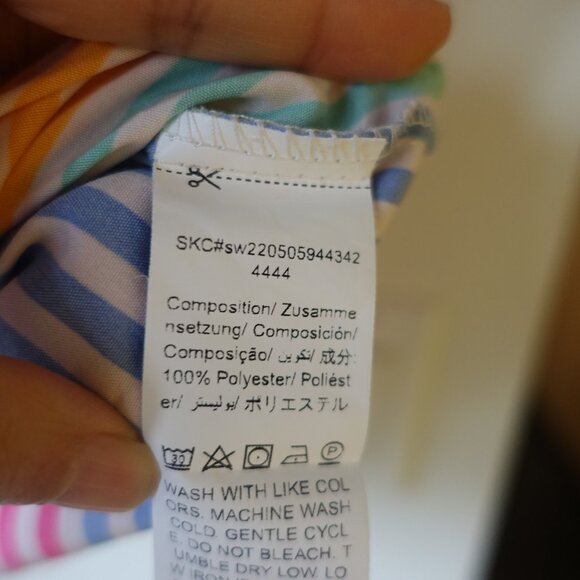 SKC#sw220505944342
4444
Composition/ Zusamme
nsetzung/ Composición/
Composição/ تكوين/ 成分:
100% Polyester/ Poliést
er/ بوليستر/ ポリエステル
30 P
WASH WITH LIKE COL
ORS. MACHINE WASH
COLD. GENTLE CYCL
E. DO NOT BLEACH. T
UMBLE DRY LOW. LO
W IRON